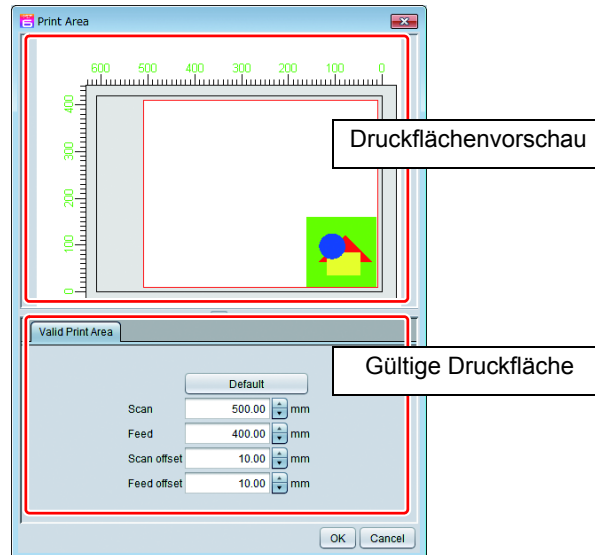 Print Area
600 500 400 300 200 100 0
400
300
200
100
0
Druckflächenvorschau
Valid Print Area
Gültige Druckfläche
Default
Scan 500.00 mm
Feed 400.00 mm
Scan offset 10.00 mm
Feed offset 10.00 mm
OK Cancel